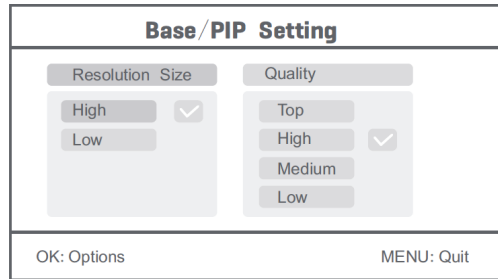 Base/PIP Setting
Resolution Size
High
Low
Quality
Top
High
Medium
Low
OK: Options
MENU: Quit